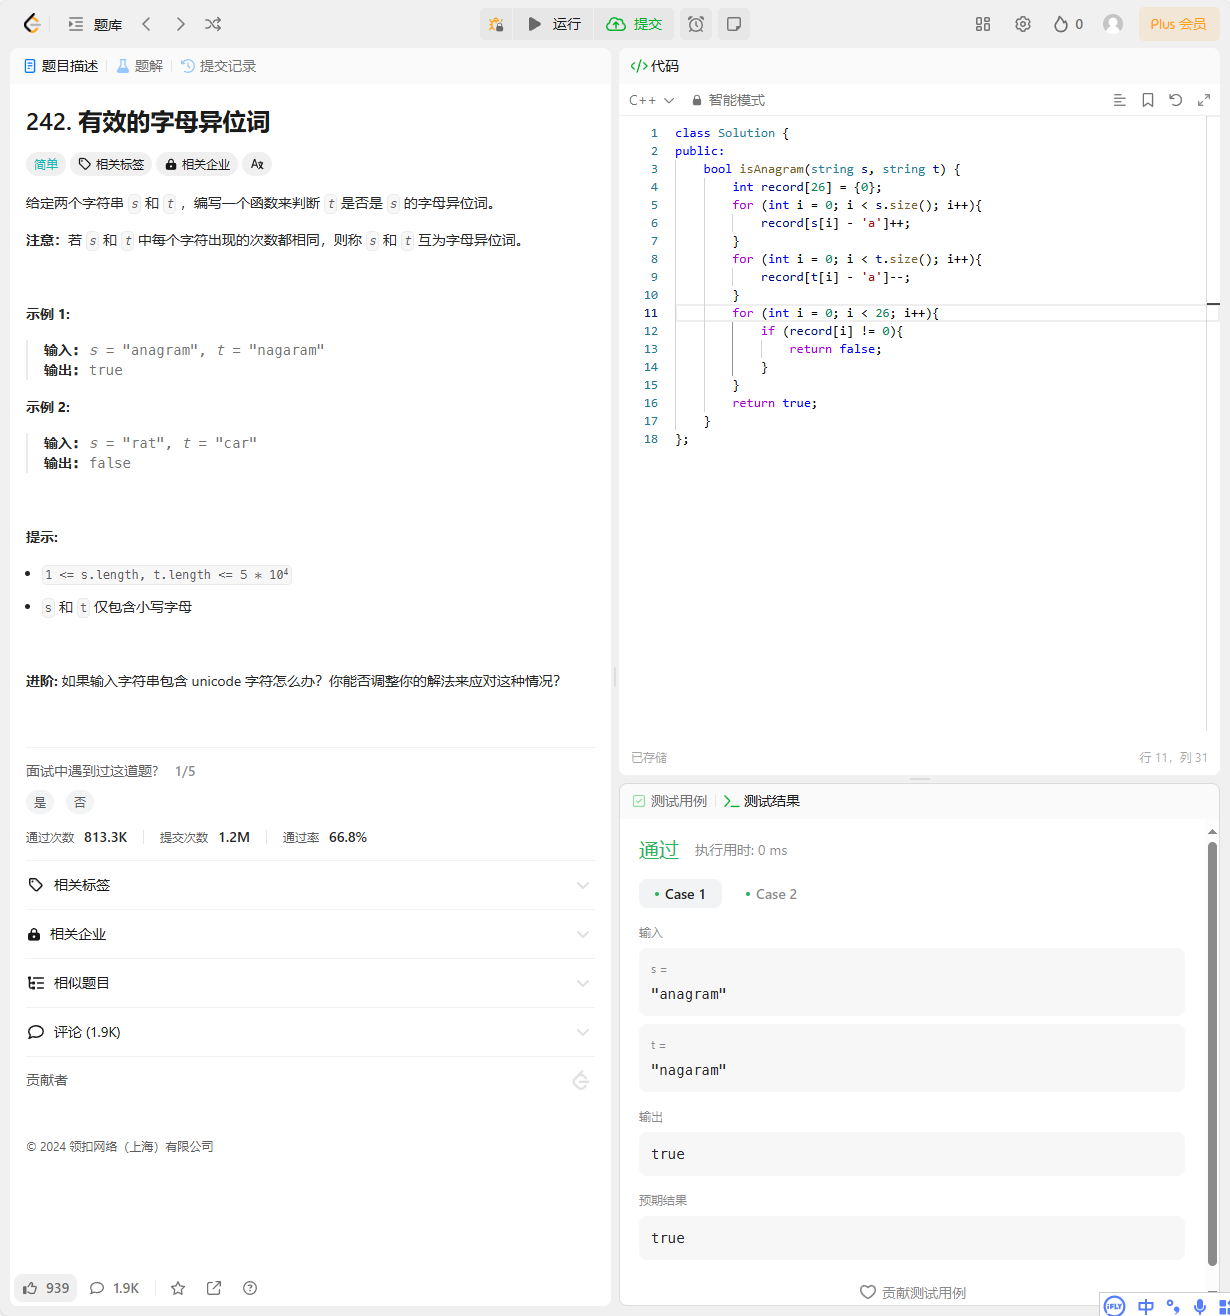 题库
运行
提交
0
Plus 会员
题目描述
题解
提交记录
242. 有效的字母异位词
简单
相关标签
相关企业
给定两个字符串 s 和 t ，编写一个函数来判断 t 是否是 s 的字母异位词。
注意：若 s 和 t 中每个字符出现的次数都相同，则称 s 和 t 互为字母异位词。
示例 1:
输入: s = "anagram", t = "nagaram"
输出: true
示例 2:
输入: s = "rat", t = "car"
输出: false
提示:
1 <= s.length, t.length <= 5 * 10⁴
s 和 t 仅包含小写字母
进阶: 如果输入字符串包含 unicode 字符怎么办？你能否调整你的解法来应对这种情况？
面试中遇到过这道题?
1/5
是
否
通过次数 813.3K
提交次数 1.2M
通过率 66.8%
相关标签
相关企业
相似题目
评论 (1.9K)
贡献者
© 2024 领扣网络（上海）有限公司
939
1.9K
</> 代码
C++
智能模式
1 class Solution {
2 public:
3     bool isAnagram(string s, string t) {
4         int record[26] = {0};
5         for (int i = 0; i < s.size(); i++){
6             record[s[i] - 'a']++;
7         }
8         for (int i = 0; i < t.size(); i++){
9             record[t[i] - 'a']--;
10         }
11         for (int i = 0; i < 26; i++){
12             if (record[i] != 0){
13                 return false;
14             }
15         }
16         return true;
17     }
18 };
已存储
行 11，列 31
测试用例
测试结果
通过
执行用时: 0 ms
Case 1
Case 2
输入
s =
"anagram"
t =
"nagaram"
输出
true
预期结果
true
贡献测试用例
iFLY
中